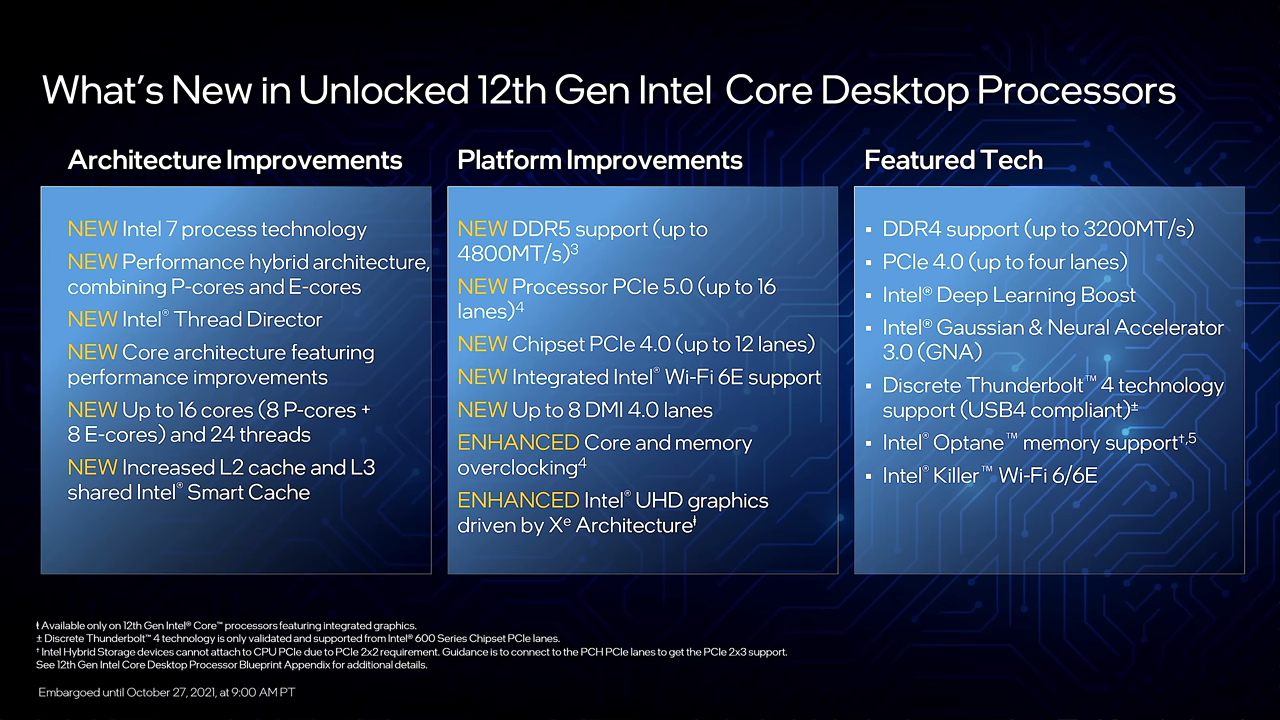 What's New in Unlocked 12th Gen Intel Core Desktop Processors
Architecture Improvements
NEW Intel 7 process technology
NEW Performance hybrid architecture,
combining P-cores and E-cores
NEW Intel® Thread Director
NEW Core architecture featuring
performance improvements
NEW Up to 16 cores (8 P-cores +
8 E-cores) and 24 threads
NEW Increased L2 cache and L3
shared Intel® Smart Cache
Platform Improvements
NEW DDR5 support (up to
4800MT/s)³
NEW Processor PCIe 5.0 (up to 16
lanes)⁴
NEW Chipset PCIe 4.0 (up to 12 lanes)
NEW Integrated Intel® Wi-Fi 6E support
NEW Up to 8 DMI 4.0 lanes
ENHANCED Core and memory
overclocking⁴
ENHANCED Intel® UHD graphics
driven by Xᵉ Architectureƚ
Featured Tech
▪ DDR4 support (up to 3200MT/s)
▪ PCIe 4.0 (up to four lanes)
▪ Intel® Deep Learning Boost
▪ Intel® Gaussian & Neural Accelerator
3.0 (GNA)
▪ Discrete Thunderbolt™ 4 technology
support (USB4 compliant)±
▪ Intel® Optane™ memory support†,5
▪ Intel® Killer™ Wi-Fi 6/6E
ƚ Available only on 12th Gen Intel® Core™ processors featuring integrated graphics.
± Discrete Thunderbolt™ 4 technology is only validated and supported from Intel® 600 Series Chipset PCIe lanes.
† Intel Hybrid Storage devices cannot attach to CPU PCIe due to PCIe 2x2 requirement. Guidance is to connect to the PCH PCIe lanes to get the PCIe 2x3 support.
See 12th Gen Intel Core Desktop Processor Blueprint Appendix for additional details.
Embargoed until October 27, 2021, at 9:00 AM PT